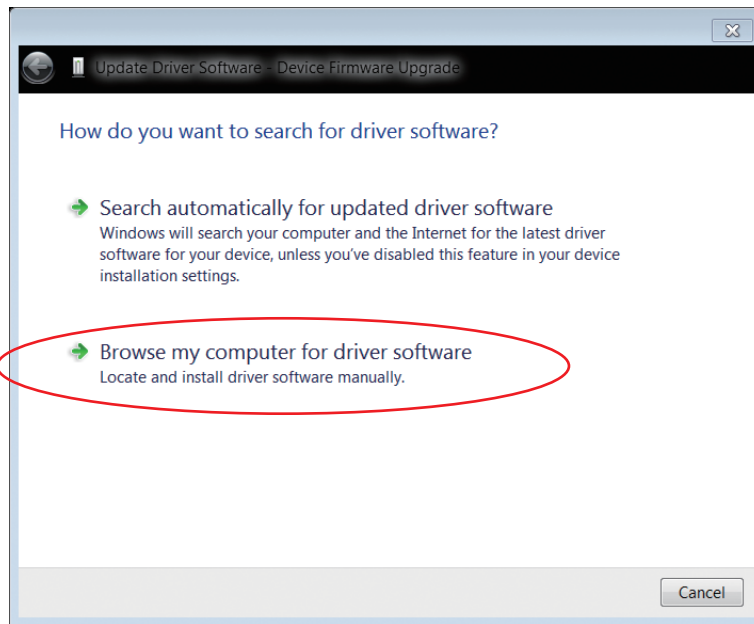 Update Driver Software - Device Firmware Upgrade
How do you want to search for driver software?
Search automatically for updated driver software
Windows will search your computer and the Internet for the latest driver
software for your device, unless you've disabled this feature in your device
installation settings.
Browse my computer for driver software
Locate and install driver software manually.
Cancel